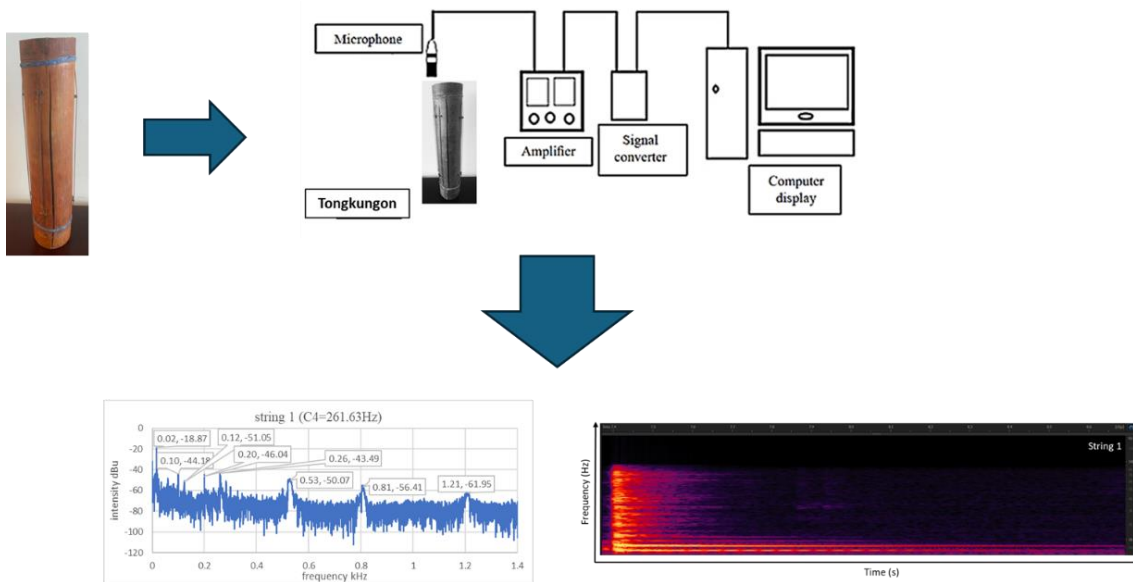 Microphone
Amplifier
Signal
converter
Computer
display
Tongkungon
string 1 (C4=261.63Hz)
0
-20
-40
-60
-80
-100
-120
intensity dBu
0.02, -18.87
0.12, -51.05
0.10, -44.18
0.20, -46.04
0.26, -43.49
0.53, -50.07
0.81, -56.41
1.21, -61.95
0
0.2
0.4
0.6
0.8
1
1.2
1.4
frequency kHz
String 1
Frequency (Hz)
Time (s)